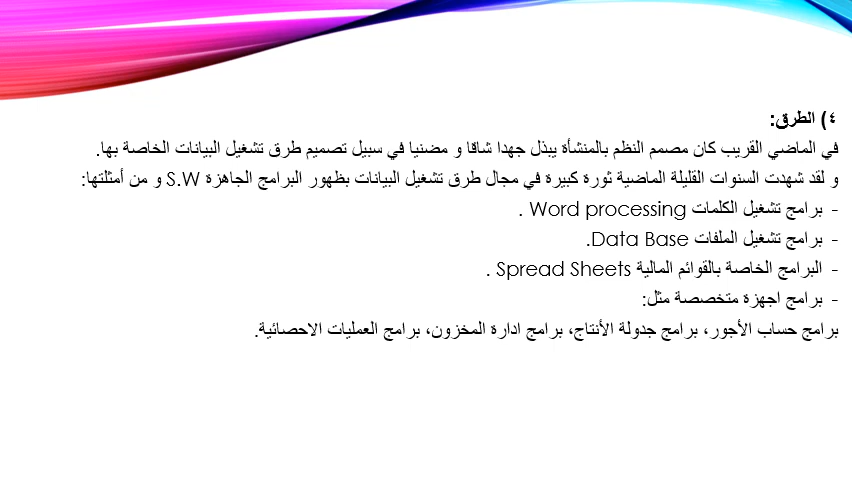 ٤) الطرق:
في الماضي القريب كان مصمم النظم بالمنشأة يبذل جهدا شاقا و مضنيا في سبيل تصميم طرق تشغيل البيانات الخاصة بها.
و لقد شهدت السنوات القليلة الماضية ثورة كبيرة في مجال طرق تشغيل البيانات بظهور البرامج الجاهزة S.W و من أمثلتها:
- برامج تشغيل الكلمات Word processing .
- برامج تشغيل الملفات Data Base.
- البرامج الخاصة بالقوائم المالية Spread Sheets .
- برامج اجهزة متخصصة مثل:
برامج حساب الأجور، برامج جدولة الأنتاج، برامج ادارة المخزون، برامج العمليات الاحصائية.